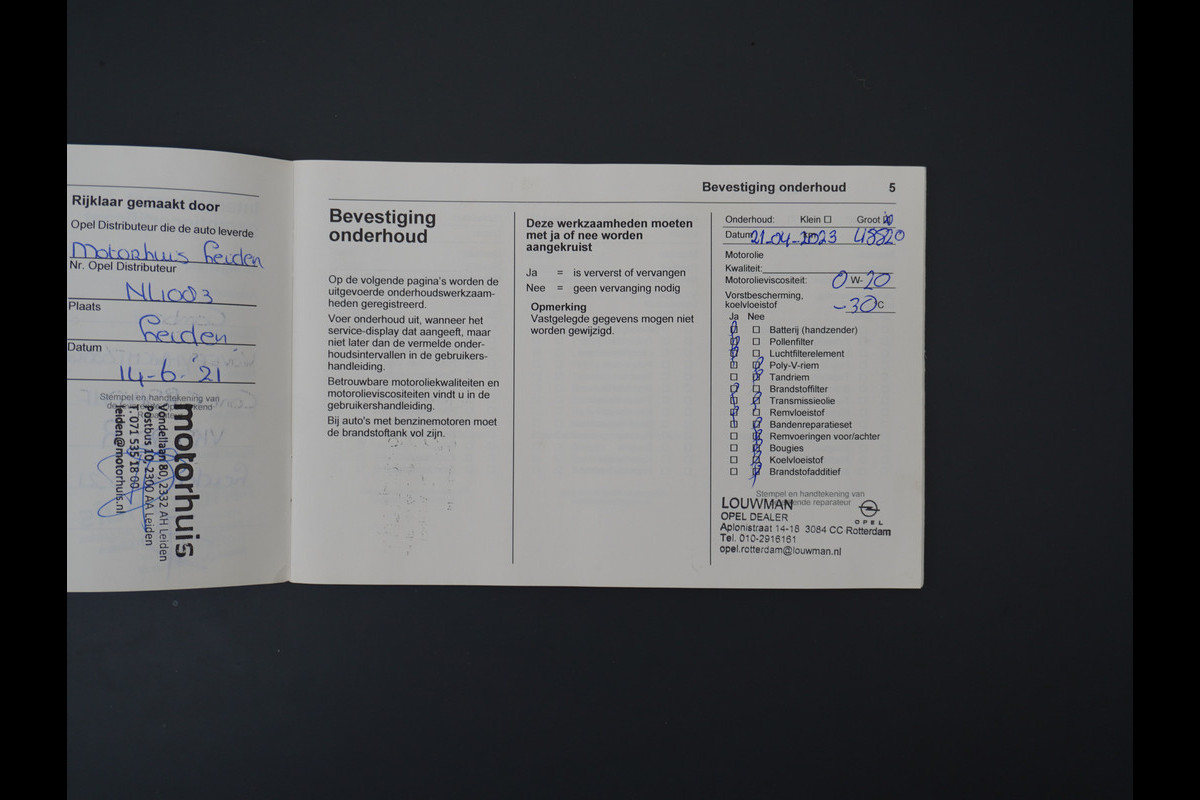 Rijklaar gemaakt door
Opel Distributeur die de auto leverde
Motorhuis Leiden
Nr. Opel Distributeur
NL1003
Plaats
Leiden
Datum
14-6-'21
Stempel en handtekening van
motorhuis
Vondellaan 80, 2332 AH Leiden
Postbus 10, 2300 AA Leiden
T. 071 535 18 00
leiden@motorhuis.nl
Bevestiging onderhoud 5
Bevestiging
onderhoud
Op de volgende pagina's worden de
uitgevoerde onderhoudswerkzaam-
heden geregistreerd.
Voer onderhoud uit, wanneer het
service-display dat aangeeft, maar
niet later dan de vermelde onder-
houdsintervallen in de gebruikers-
handleiding.
Betrouwbare motoroliekwaliteiten en
motorolieviscositeiten vindt u in de
gebruikershandleiding.
Bij auto's met benzinemotoren moet
de brandstoftank vol zijn.
Deze werkzaamheden moeten
met ja of nee worden
aangekruist
Ja = is ververst of vervangen
Nee = geen vervanging nodig
Opmerking
Vastgelegde gegevens mogen niet
worden gewijzigd.
Onderhoud: Klein ☐ Groot ☒
Datum 21-04-2023 48820
Motorolie
Kwaliteit:
Motorolieviscositeit: 0 W- 20
Vorstbescherming,
koelvloeistof -30 °C
Ja Nee
Batterij (handzender)
Pollenfilter
Luchtfilterelement
Poly-V-riem
Tandriem
Brandstoffilter
Transmissieolie
Remvloeistof
Bandenreparatieset
Remvoeringen voor/achter
Bougies
Koelvloeistof
Brandstofadditief
Stempel en handtekening van
reparateur
LOUWMAN
OPEL DEALER
OPEL
Aplonistraat 14-16 3084 CC Rotterdam
Tel. 010-2916161
opel.rotterdam@louwman.nl